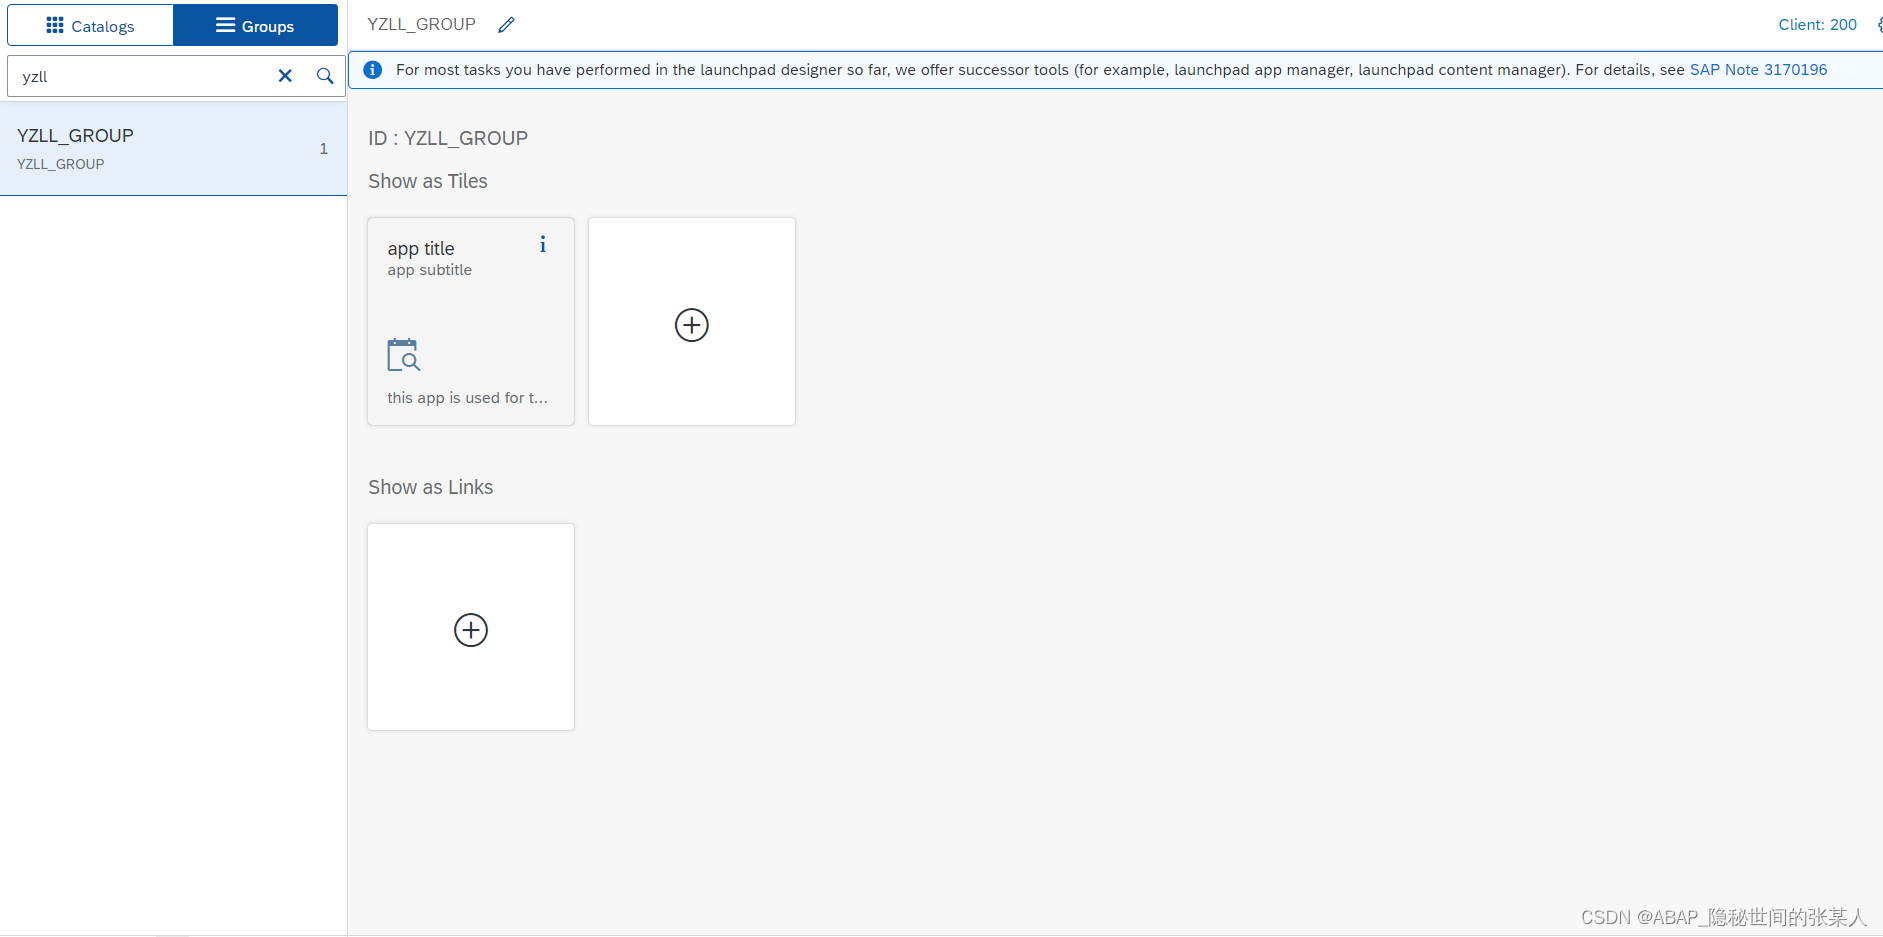 Catalogs
Groups
YZLL_GROUP
Client: 200
yzll
For most tasks you have performed in the launchpad designer so far, we offer successor tools (for example, launchpad app manager, launchpad content manager). For details, see SAP Note 3170196
YZLL_GROUP
YZLL_GROUP
1
ID : YZLL_GROUP
Show as Tiles
app title
app subtitle
this app is used for t...
Show as Links
CSDN @ABAP_隐秘世间的张某人